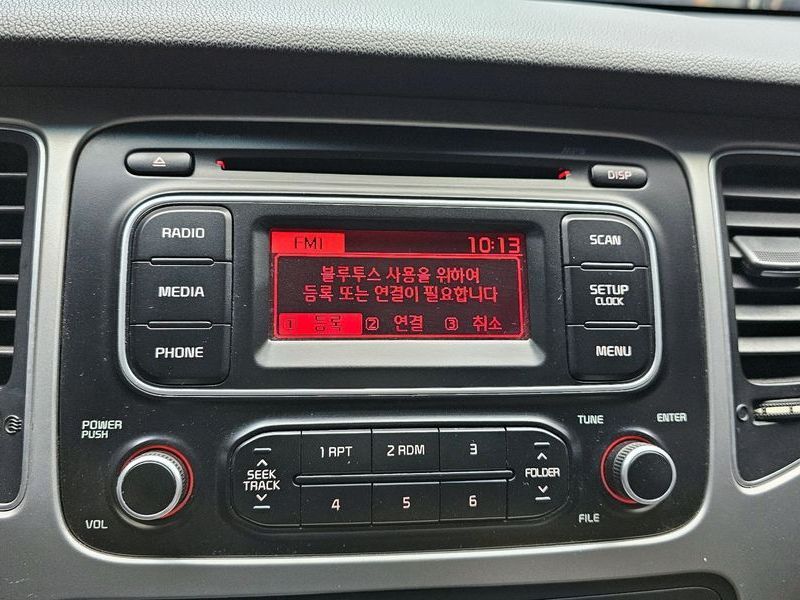 DISP
RADIO
MEDIA
PHONE
FM1 10:13
블루투스 사용을 위하여
등록 또는 연결이 필요합니다
1 등록 2 연결 3 취소
SCAN
SETUP
CLOCK
MENU
POWER
PUSH
VOL
SEEK
TRACK
1 RPT 2 RDM 3
4 5 6
FOLDER
TUNE
ENTER
FILE